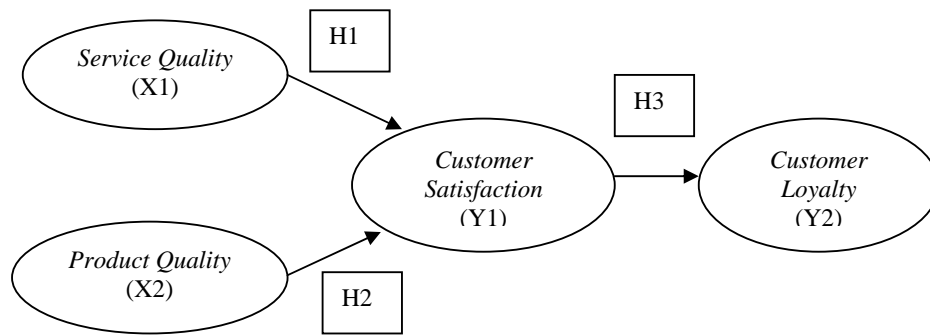 H1
Service Quality
(X1)
H3
Customer
Satisfaction
(Y1)
Customer
Loyalty
(Y2)
Product Quality
(X2)
H2